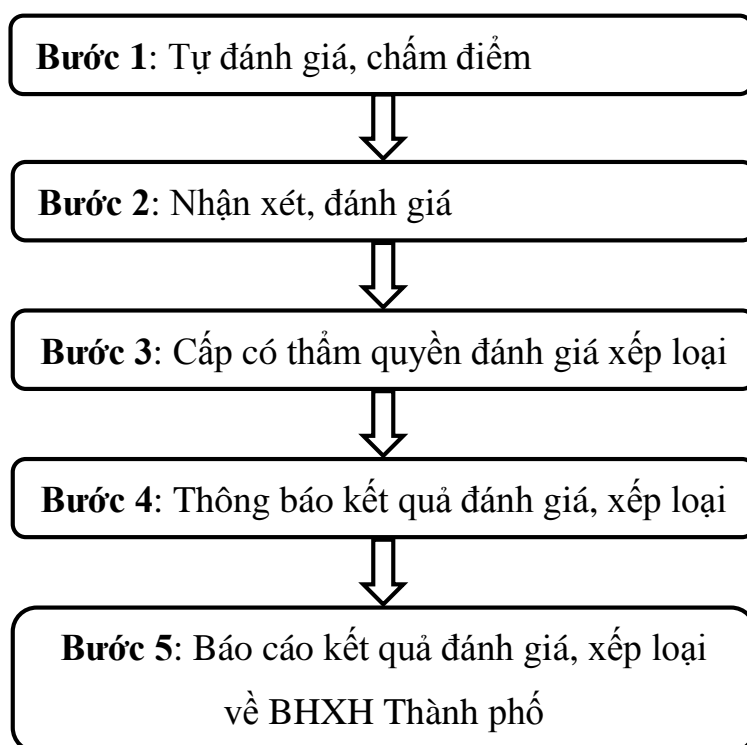 Bước 1: Tự đánh giá, chấm điểm
Bước 2: Nhận xét, đánh giá
Bước 3: Cấp có thẩm quyền đánh giá xếp loại
Bước 4: Thông báo kết quả đánh giá, xếp loại
Bước 5: Báo cáo kết quả đánh giá, xếp loại
về BHXH Thành phố